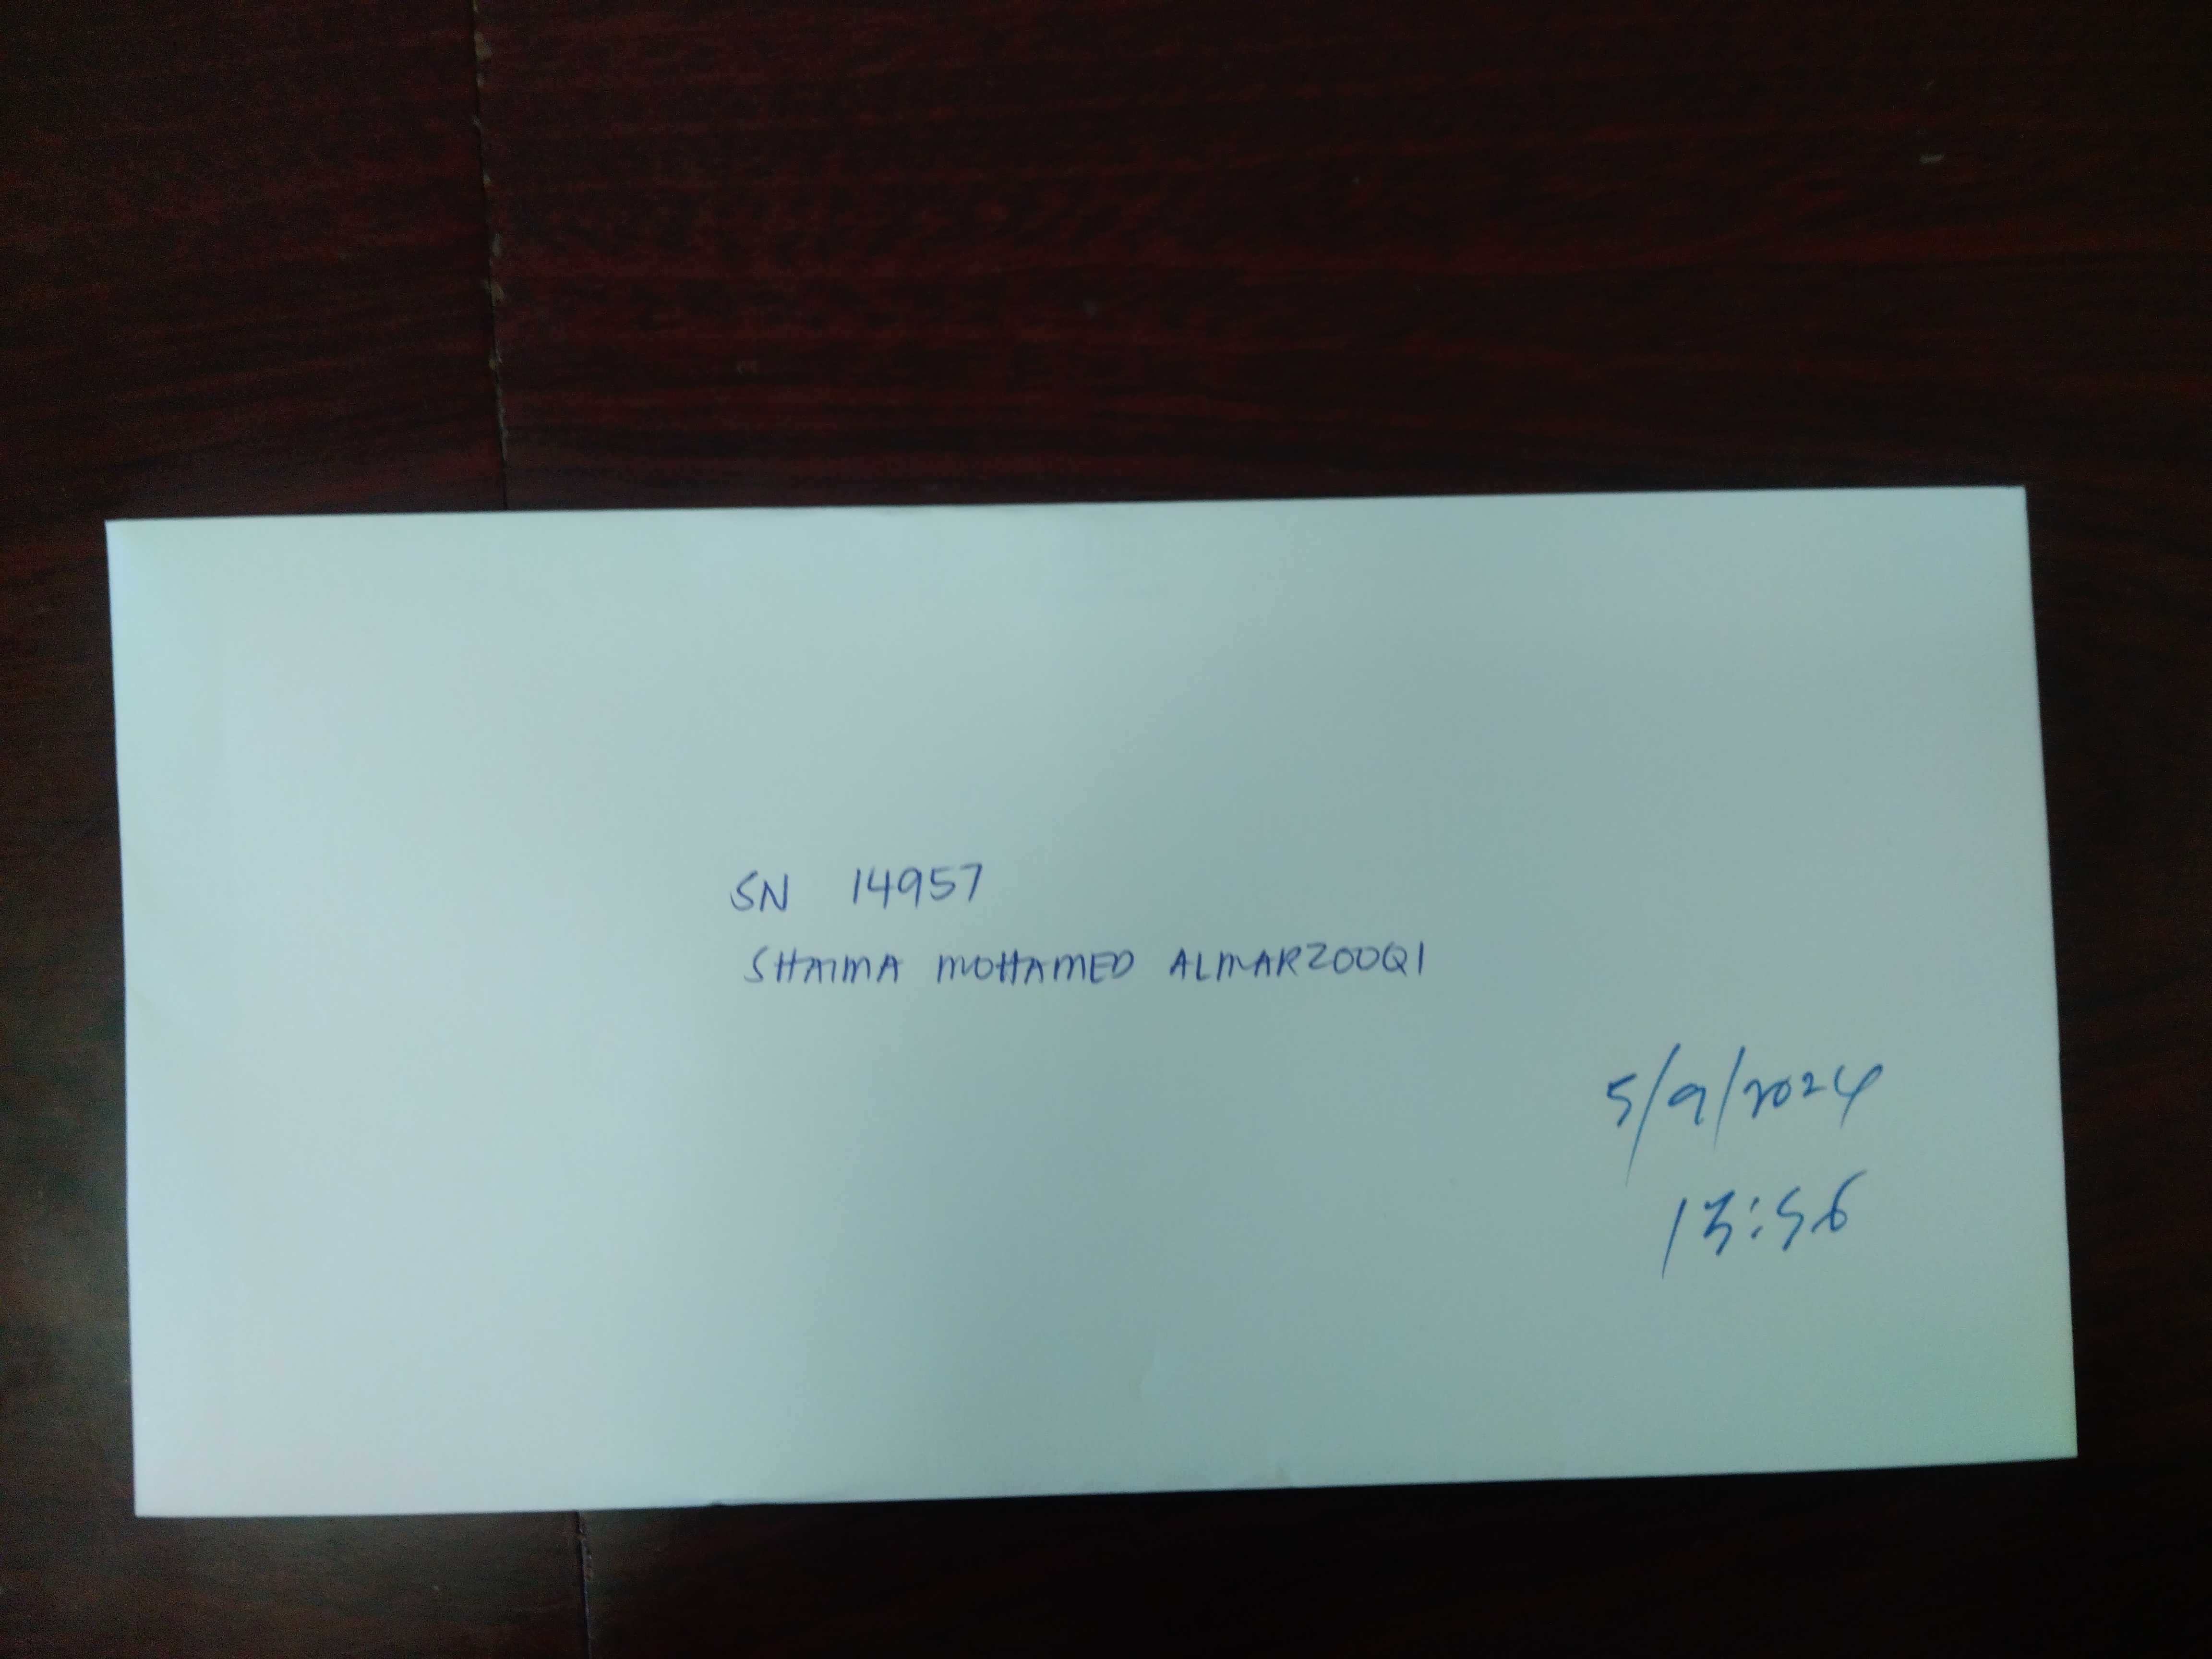 SN 14957
SHAIMA MOHAMED ALMARZOOQI
5/9/2024
13:56